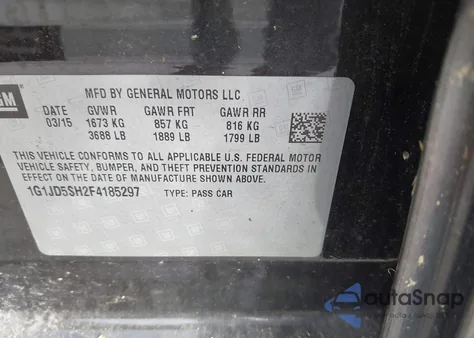 GM
MFD BY GENERAL MOTORS LLC
DATE GVWR GAWR FRT GAWR RR
03/15 1673 KG 857 KG 816 KG
3688 LB 1889 LB 1799 LB
THIS VEHICLE CONFORMS TO ALL APPLICABLE U.S. FEDERAL MOTOR
VEHICLE SAFETY, BUMPER, AND THEFT PREVENTION STANDARDS
IN EFFECT ON THE DATE OF MANUFACTURE SHOWN ABOVE.
1G1JD5SH2F4185297 TYPE: PASS CAR
autoSnap